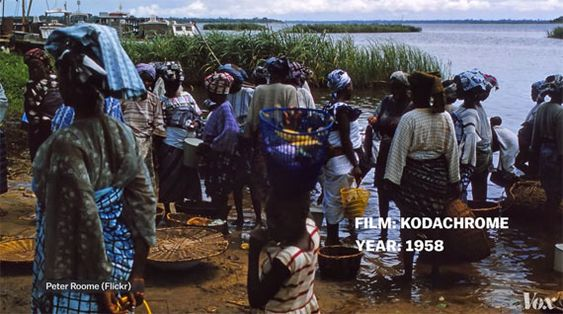 FILM: KODACHROME
YEAR: 1958
Peter Roome (Flickr)
Vox